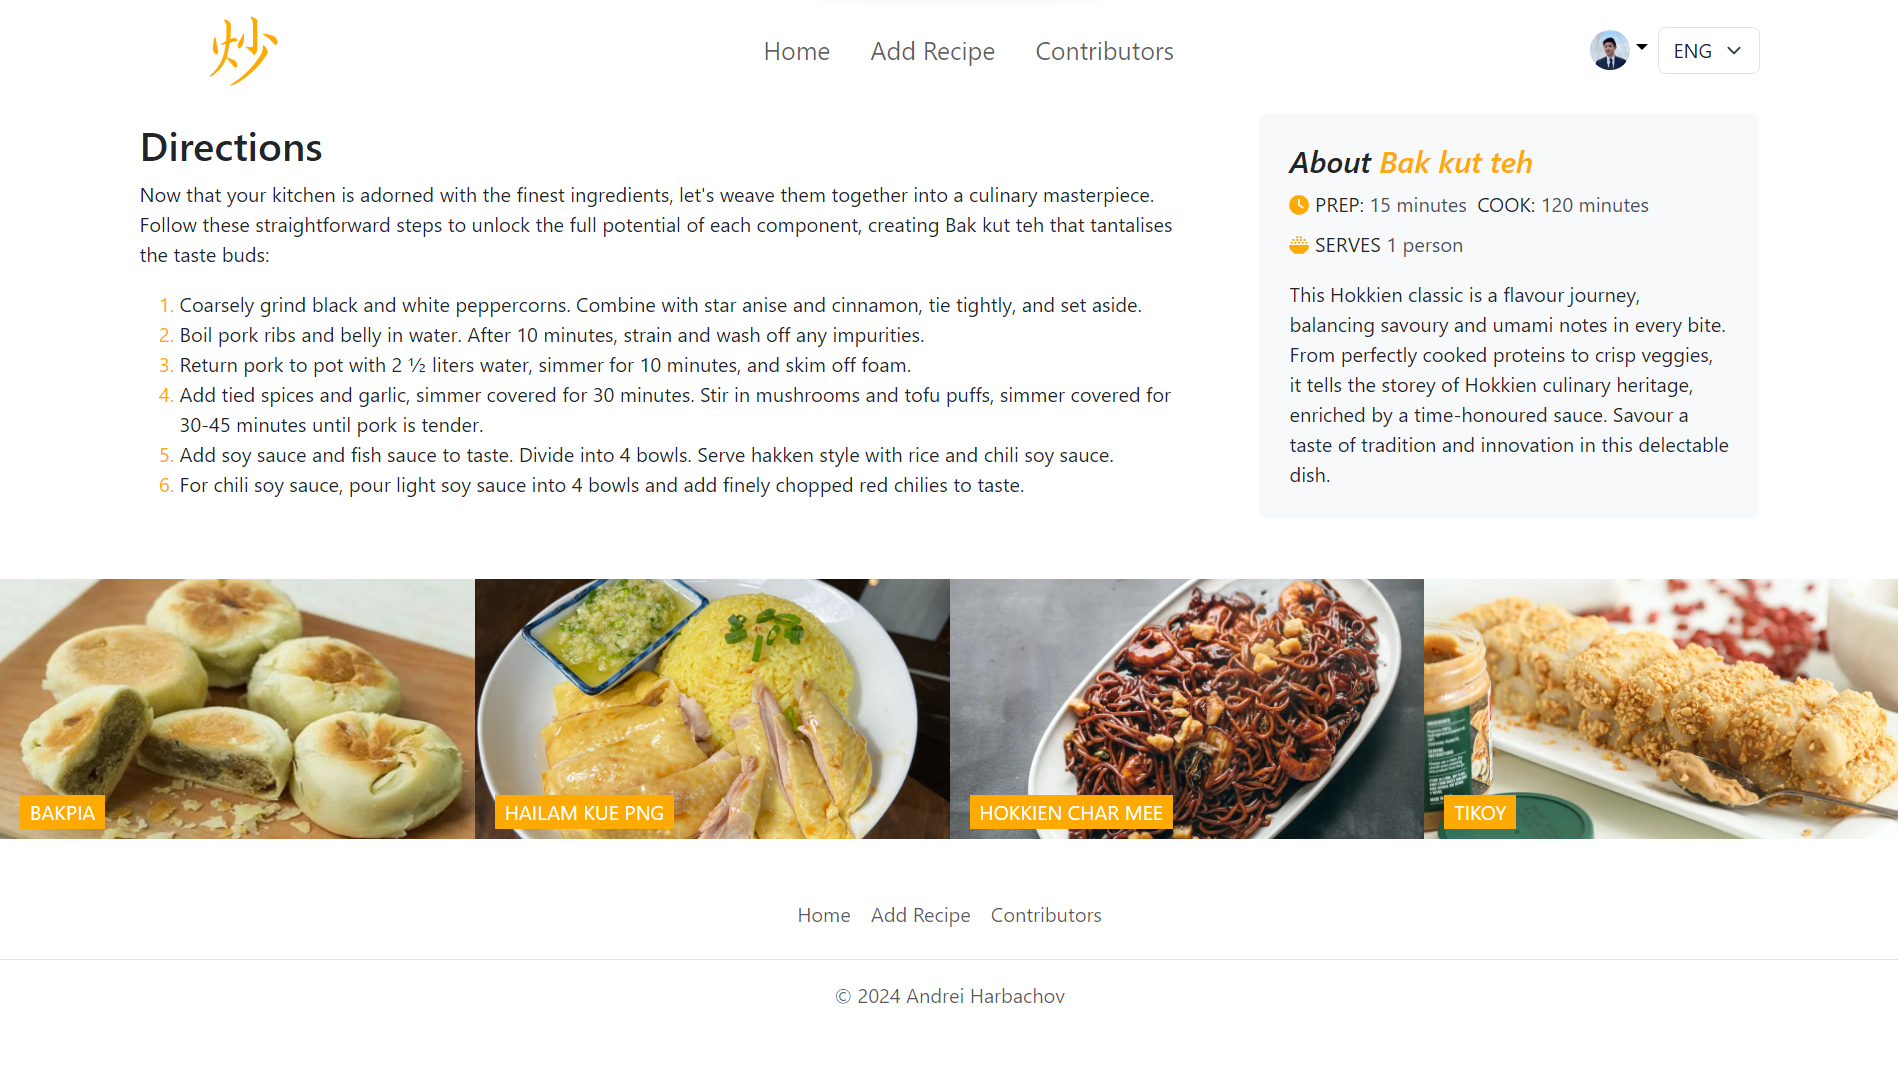 炒
Home
Add Recipe
Contributors
ENG
Directions
Now that your kitchen is adorned with the finest ingredients, let's weave them together into a culinary masterpiece.
Follow these straightforward steps to unlock the full potential of each component, creating Bak kut teh that tantalises
the taste buds:
1. Coarsely grind black and white peppercorns. Combine with star anise and cinnamon, tie tightly, and set aside.
2. Boil pork ribs and belly in water. After 10 minutes, strain and wash off any impurities.
3. Return pork to pot with 2 ½ liters water, simmer for 10 minutes, and skim off foam.
4. Add tied spices and garlic, simmer covered for 30 minutes. Stir in mushrooms and tofu puffs, simmer covered for
30-45 minutes until pork is tender.
5. Add soy sauce and fish sauce to taste. Divide into 4 bowls. Serve hakken style with rice and chili soy sauce.
6. For chili soy sauce, pour light soy sauce into 4 bowls and add finely chopped red chilies to taste.
About Bak kut teh
PREP: 15 minutes COOK: 120 minutes
SERVES 1 person
This Hokkien classic is a flavour journey,
balancing savoury and umami notes in every bite.
From perfectly cooked proteins to crisp veggies,
it tells the storey of Hokkien culinary heritage,
enriched by a time-honoured sauce. Savour a
taste of tradition and innovation in this delectable
dish.
BAKPIA
HAILAM KUE PNG
HOKKIEN CHAR MEE
TIKOY
Home
Add Recipe
Contributors
© 2024 Andrei Harbachov